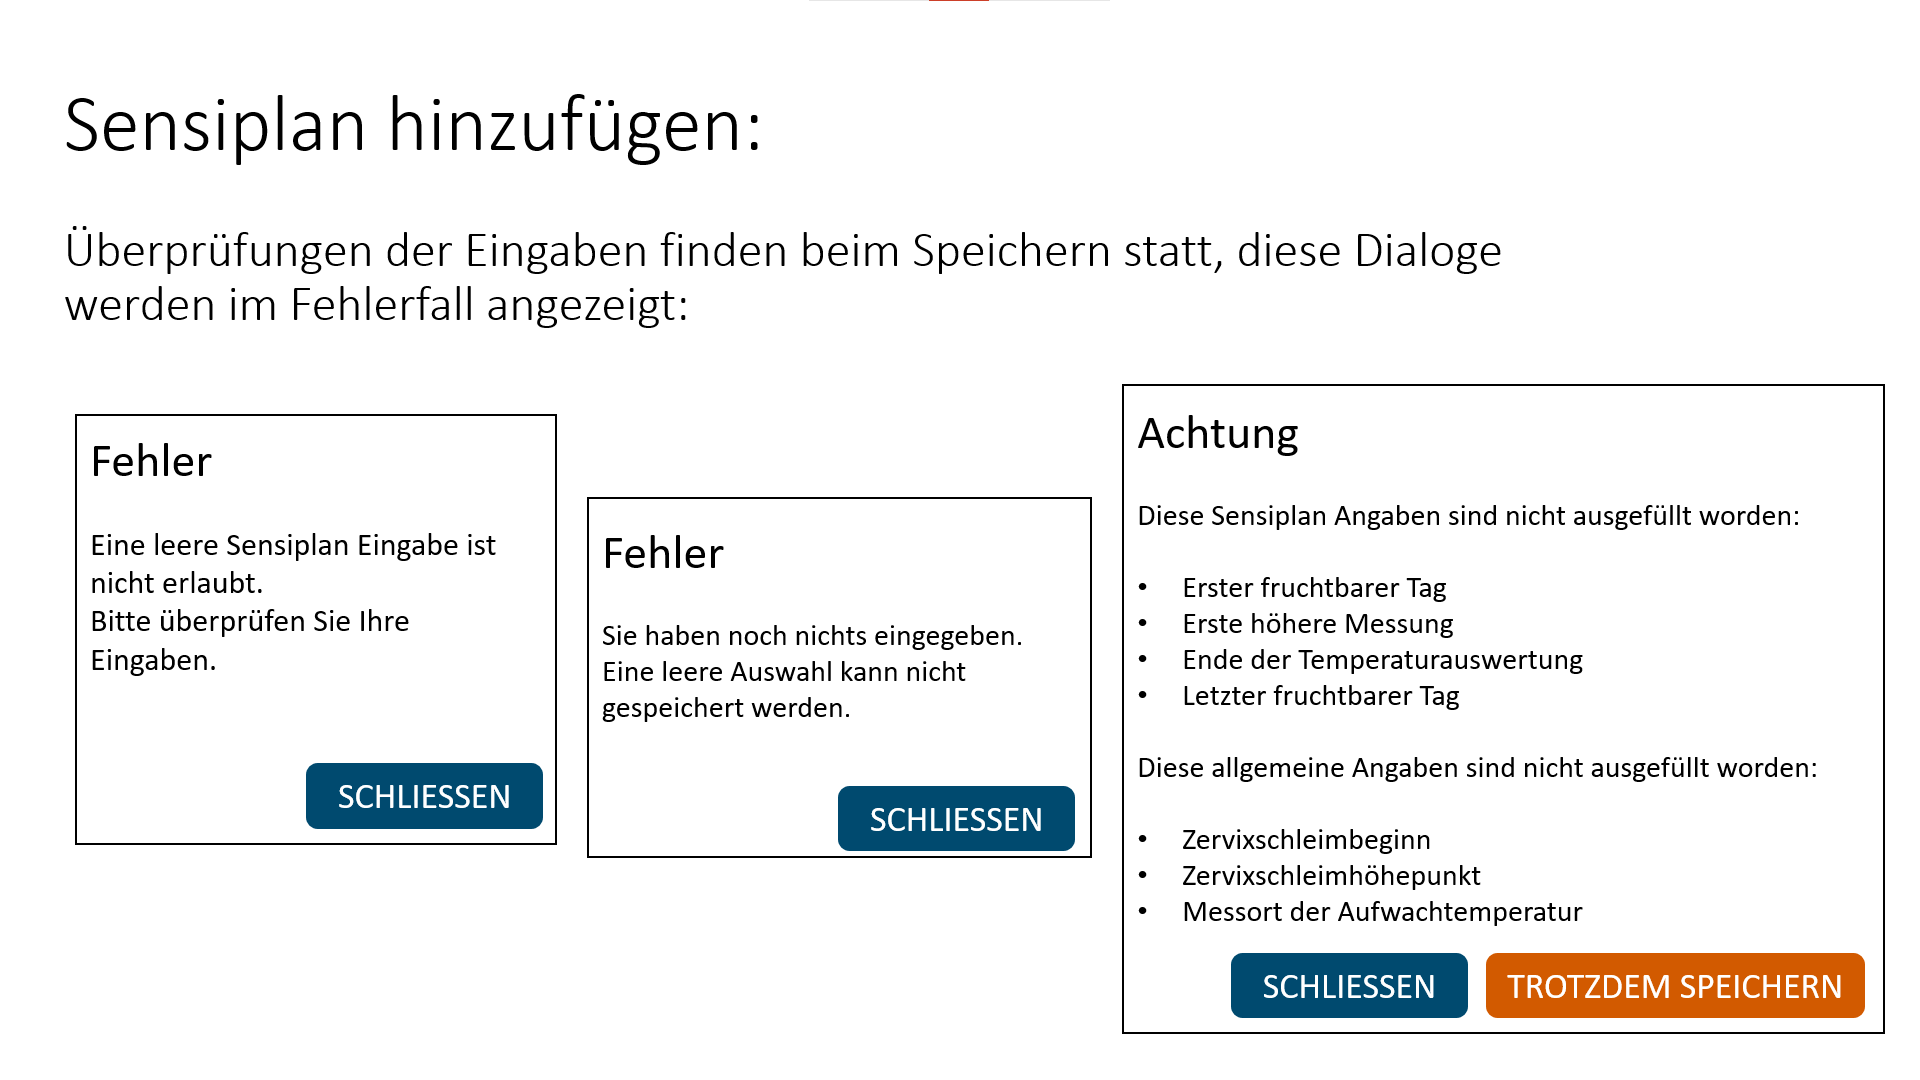 Sensiplan hinzufügen:
Überprüfungen der Eingaben finden beim Speichern statt, diese Dialoge
werden im Fehlerfall angezeigt:
Fehler
Eine leere Sensiplan Eingabe ist
nicht erlaubt.
Bitte überprüfen Sie Ihre
Eingaben.
SCHLIESSEN
Fehler
Sie haben noch nichts eingegeben.
Eine leere Auswahl kann nicht
gespeichert werden.
SCHLIESSEN
Achtung
Diese Sensiplan Angaben sind nicht ausgefüllt worden:
• Erster fruchtbarer Tag
• Erste höhere Messung
• Ende der Temperaturauswertung
• Letzter fruchtbarer Tag
Diese allgemeine Angaben sind nicht ausgefüllt worden:
• Zervixschleimbeginn
• Zervixschleimhöhepunkt
• Messort der Aufwachtemperatur
SCHLIESSEN
TROTZDEM SPEICHERN